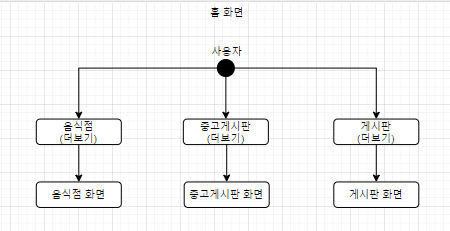 홈 화면
사용자
음식점
(더보기)
중고게시판
(더보기)
게시판
(더보기)
음식점 화면
중고게시판 화면
게시판 화면